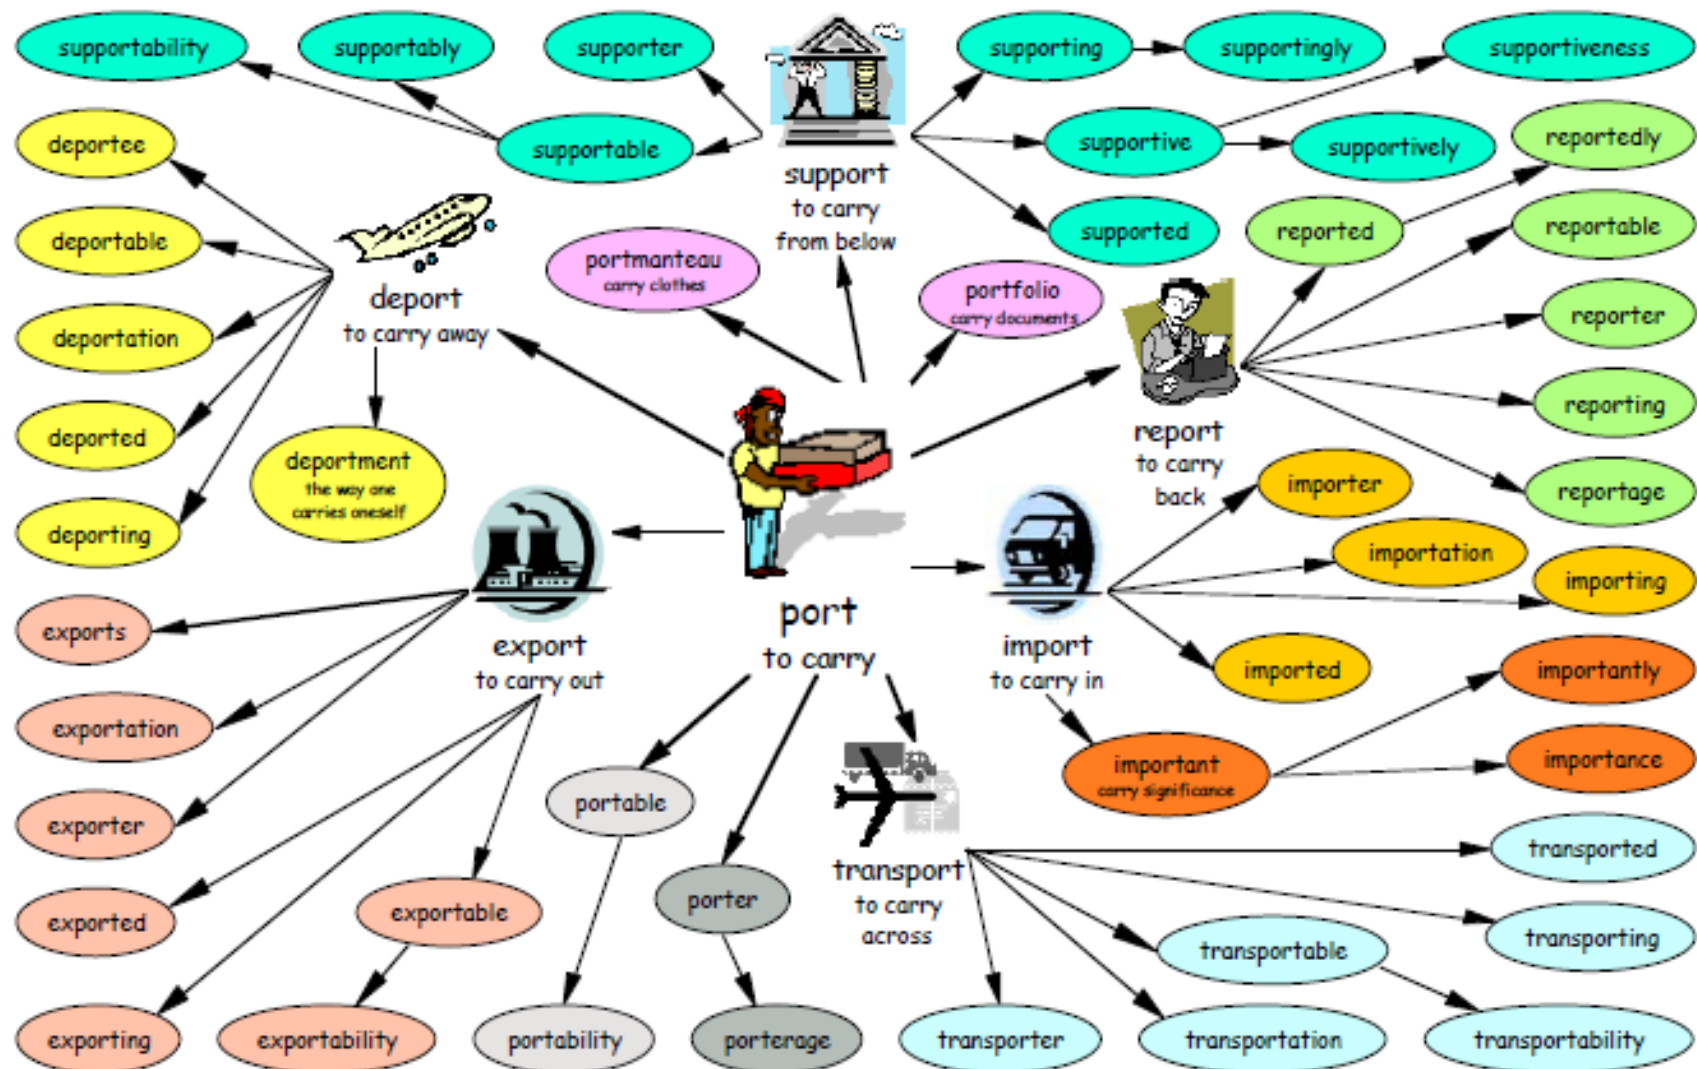 supportability
supportably
supporter
supporting
supportingly
supportiveness
deportee
supportable
supportive
supportively
reportedly
support
to carry
from below
deportable
portmanteau
carry clothes
supported
reported
reportable
deport
to carry away
portfolio
carry documents
reporter
deportation
deported
deportment
the way one
carries oneself
report
to carry
back
reporting
reportage
importer
deporting
importation
importing
exports
export
to carry out
port
to carry
import
to carry in
imported
importantly
exportation
important
carry significance
importance
exporter
portable
transport
to carry
across
transported
exported
exportable
porter
transportable
transporting
exporting
exportability
portability
porterage
transporter
transportation
transportability